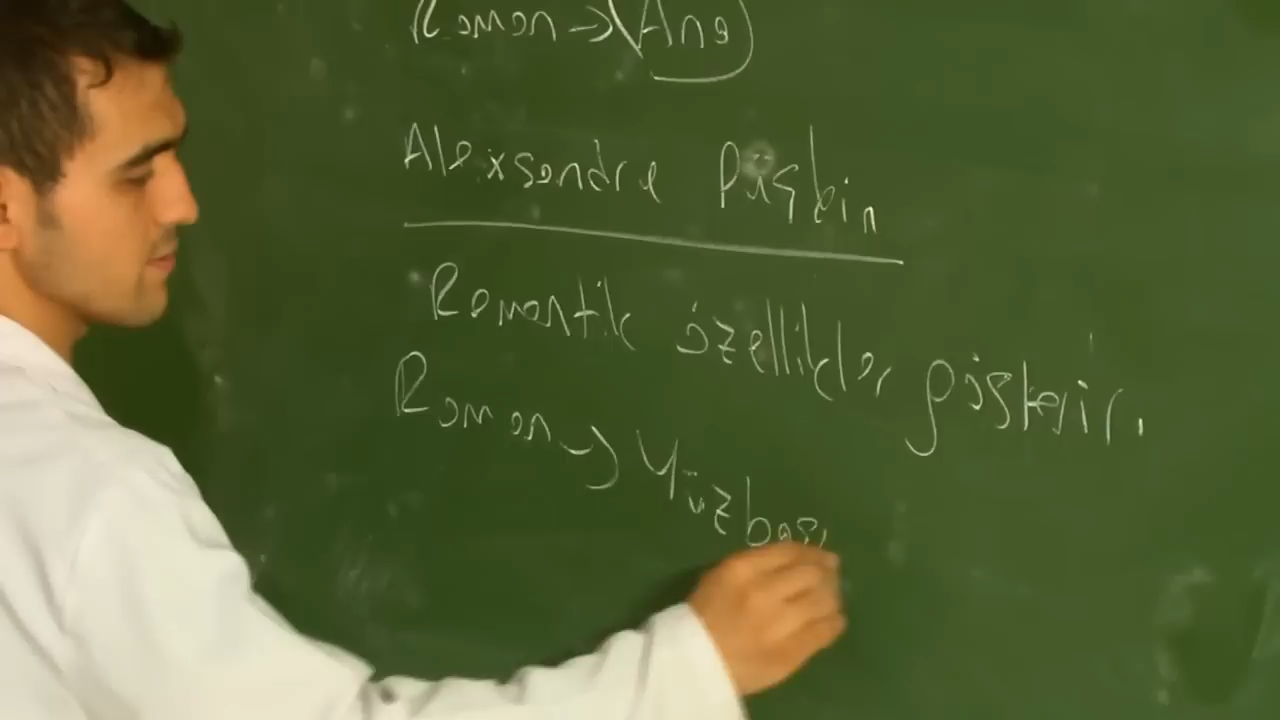 Roman → (Ana)
Alexsandre Puşkin
Romantik özellikler gösterir.
Roman → Yüzbaşı